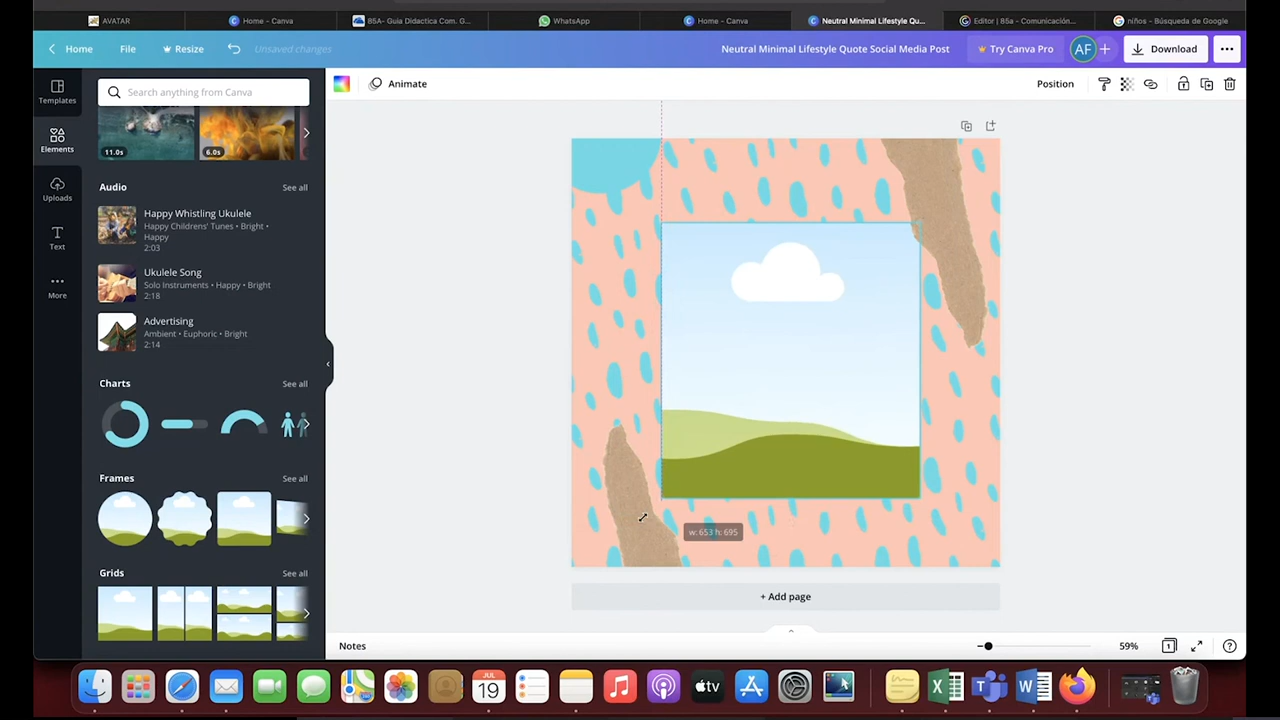 AVATAR
Home - Canva
85A- Guia Didactica Com. G...
WhatsApp
Home - Canva
Neutral Minimal Lifestyle Qu...
Editor | 85a - Comunicación...
niños - Búsqueda de Google
Home
File
Resize
Unsaved changes
Neutral Minimal Lifestyle Quote Social Media Post
Try Canva Pro
AF
Download
Templates
Elements
Uploads
Text
More
Search anything from Canva
11.0s
6.0s
Audio
See all
Happy Whistling Ukulele
Happy Childrens' Tunes • Bright •
Happy
2:03
Ukulele Song
Solo Instruments • Happy • Bright
2:18
Advertising
Ambient • Euphoric • Bright
2:14
Charts
See all
Frames
See all
Grids
See all
Animate
Position
w: 653 h: 695
+ Add page
Notes
59%
1
?
JUL
19
tv
X
T
W